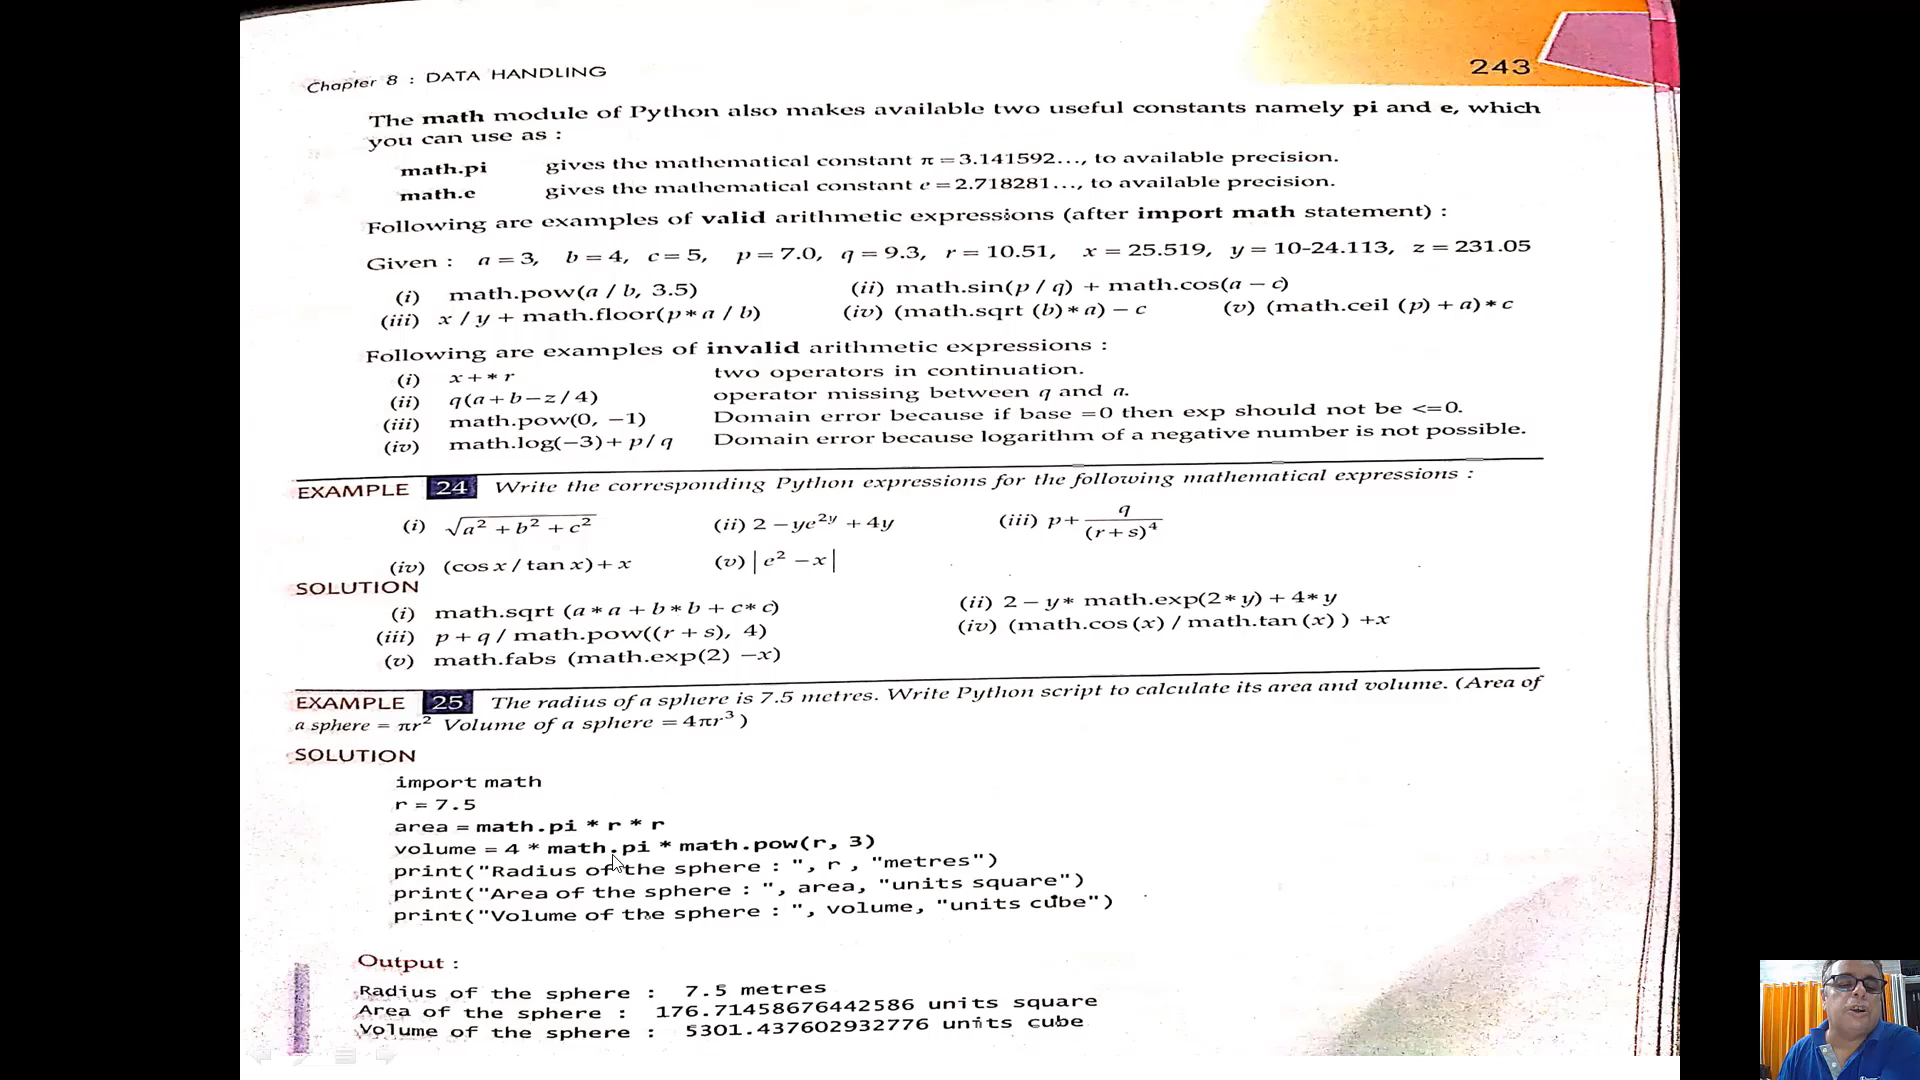 Chapter 8 : DATA HANDLING
243
The math module of Python also makes available two useful constants namely pi and e, which
you can use as :
math.pi gives the mathematical constant π = 3.141592..., to available precision.
math.e gives the mathematical constant e = 2.718281..., to available precision.
Following are examples of valid arithmetic expressions (after import math statement) :
Given : a = 3, b = 4, c = 5, p = 7.0, q = 9.3, r = 10.51, x = 25.519, y = 10-24.113, z = 231.05
(i) math.pow(a / b, 3.5) (ii) math.sin(p / q) + math.cos(a − c)
(iii) x / y + math.floor(p* a / b) (iv) (math.sqrt (b)* a) − c (v) (math.ceil (p) + a)* c
Following are examples of invalid arithmetic expressions :
(i) x + * r two operators in continuation.
(ii) q(a + b − z / 4) operator missing between q and a.
(iii) math.pow(0, −1) Domain error because if base =0 then exp should not be <=0.
(iv) math.log(−3)+ p / q Domain error because logarithm of a negative number is not possible.
EXAMPLE 24 Write the corresponding Python expressions for the following mathematical expressions :
(i) √(a² + b² + c²) (ii) 2 − ye²ʸ + 4y (iii) p + q / (r + s)⁴
(iv) (cos x / tan x) + x (v) | e² − x |
SOLUTION
(i) math.sqrt (a * a + b * b + c * c) (ii) 2 − y* math.exp(2* y) + 4* y
(iii) p + q / math.pow((r + s), 4) (iv) (math.cos (x) / math.tan (x) ) +x
(v) math.fabs (math.exp(2) −x)
EXAMPLE 25 The radius of a sphere is 7.5 metres. Write Python script to calculate its area and volume. (Area of
a sphere = πr² Volume of a sphere = 4πr³ )
SOLUTION
import math
r = 7.5
area = math.pi * r * r
volume = 4 * math.pi * math.pow(r, 3)
print("Radius of the sphere : ", r , "metres")
print("Area of the sphere : ", area, "units square")
print("Volume of the sphere : ", volume, "units cube")
Output :
Radius of the sphere : 7.5 metres
Area of the sphere : 176.71458676442586 units square
Volume of the sphere : 5301.437602932776 units cube